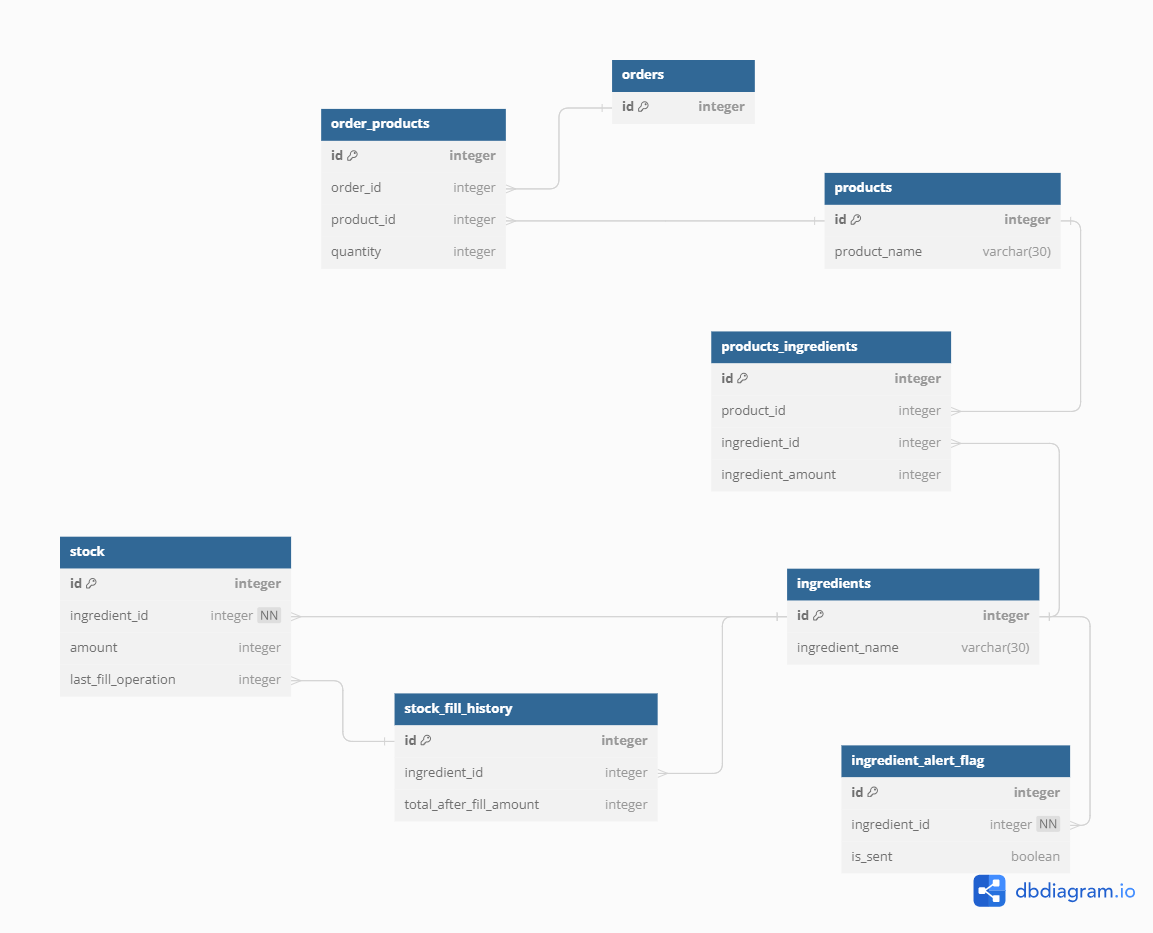 orders
id integer
order_products
id integer
order_id integer
product_id integer
quantity integer
products
id integer
product_name varchar(30)
products_ingredients
id integer
product_id integer
ingredient_id integer
ingredient_amount integer
stock
id integer
ingredient_id integer NN
amount integer
last_fill_operation integer
ingredients
id integer
ingredient_name varchar(30)
stock_fill_history
id integer
ingredient_id integer
total_after_fill_amount integer
ingredient_alert_flag
id integer
ingredient_id integer NN
is_sent boolean
dbdiagram.io